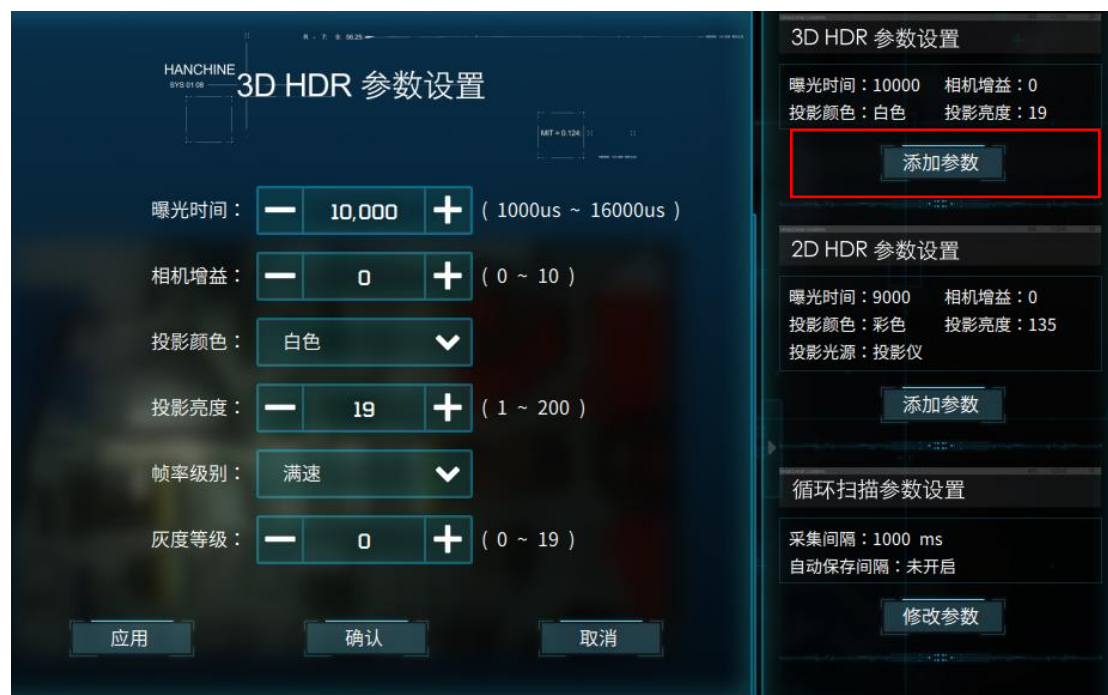 R - 7: 9: 56.25
HANCHINE
SYS 01 08
3D HDR 参数设置
MIT = 0.124
曝光时间： 10,000 ( 1000us ~ 16000us )
相机增益： 0 ( 0 ~ 10 )
投影颜色： 白色
投影亮度： 19 ( 1 ~ 200 )
帧率级别： 满速
灰度等级： 0 ( 0 ~ 19 )
应用 确认 取消
3D HDR 参数设置
曝光时间：10000 相机增益：0
投影颜色：白色 投影亮度：19
添加参数
2D HDR 参数设置
曝光时间：9000 相机增益：0
投影颜色：彩色 投影亮度：135
投影光源：投影仪
添加参数
循环扫描参数设置
采集间隔：1000 ms
自动保存间隔：未开启
修改参数